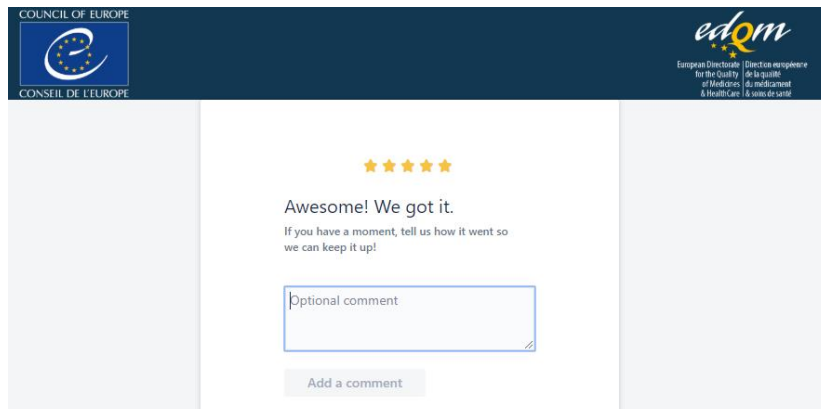 COUNCIL OF EUROPE
CONSEIL DE L'EUROPE
edQm
European Directorate | Direction européenne
for the Quality | de la qualité
of Medicines | du médicament
& HealthCare | & soins de santé
Awesome! We got it.
If you have a moment, tell us how it went so
we can keep it up!
Optional comment
Add a comment